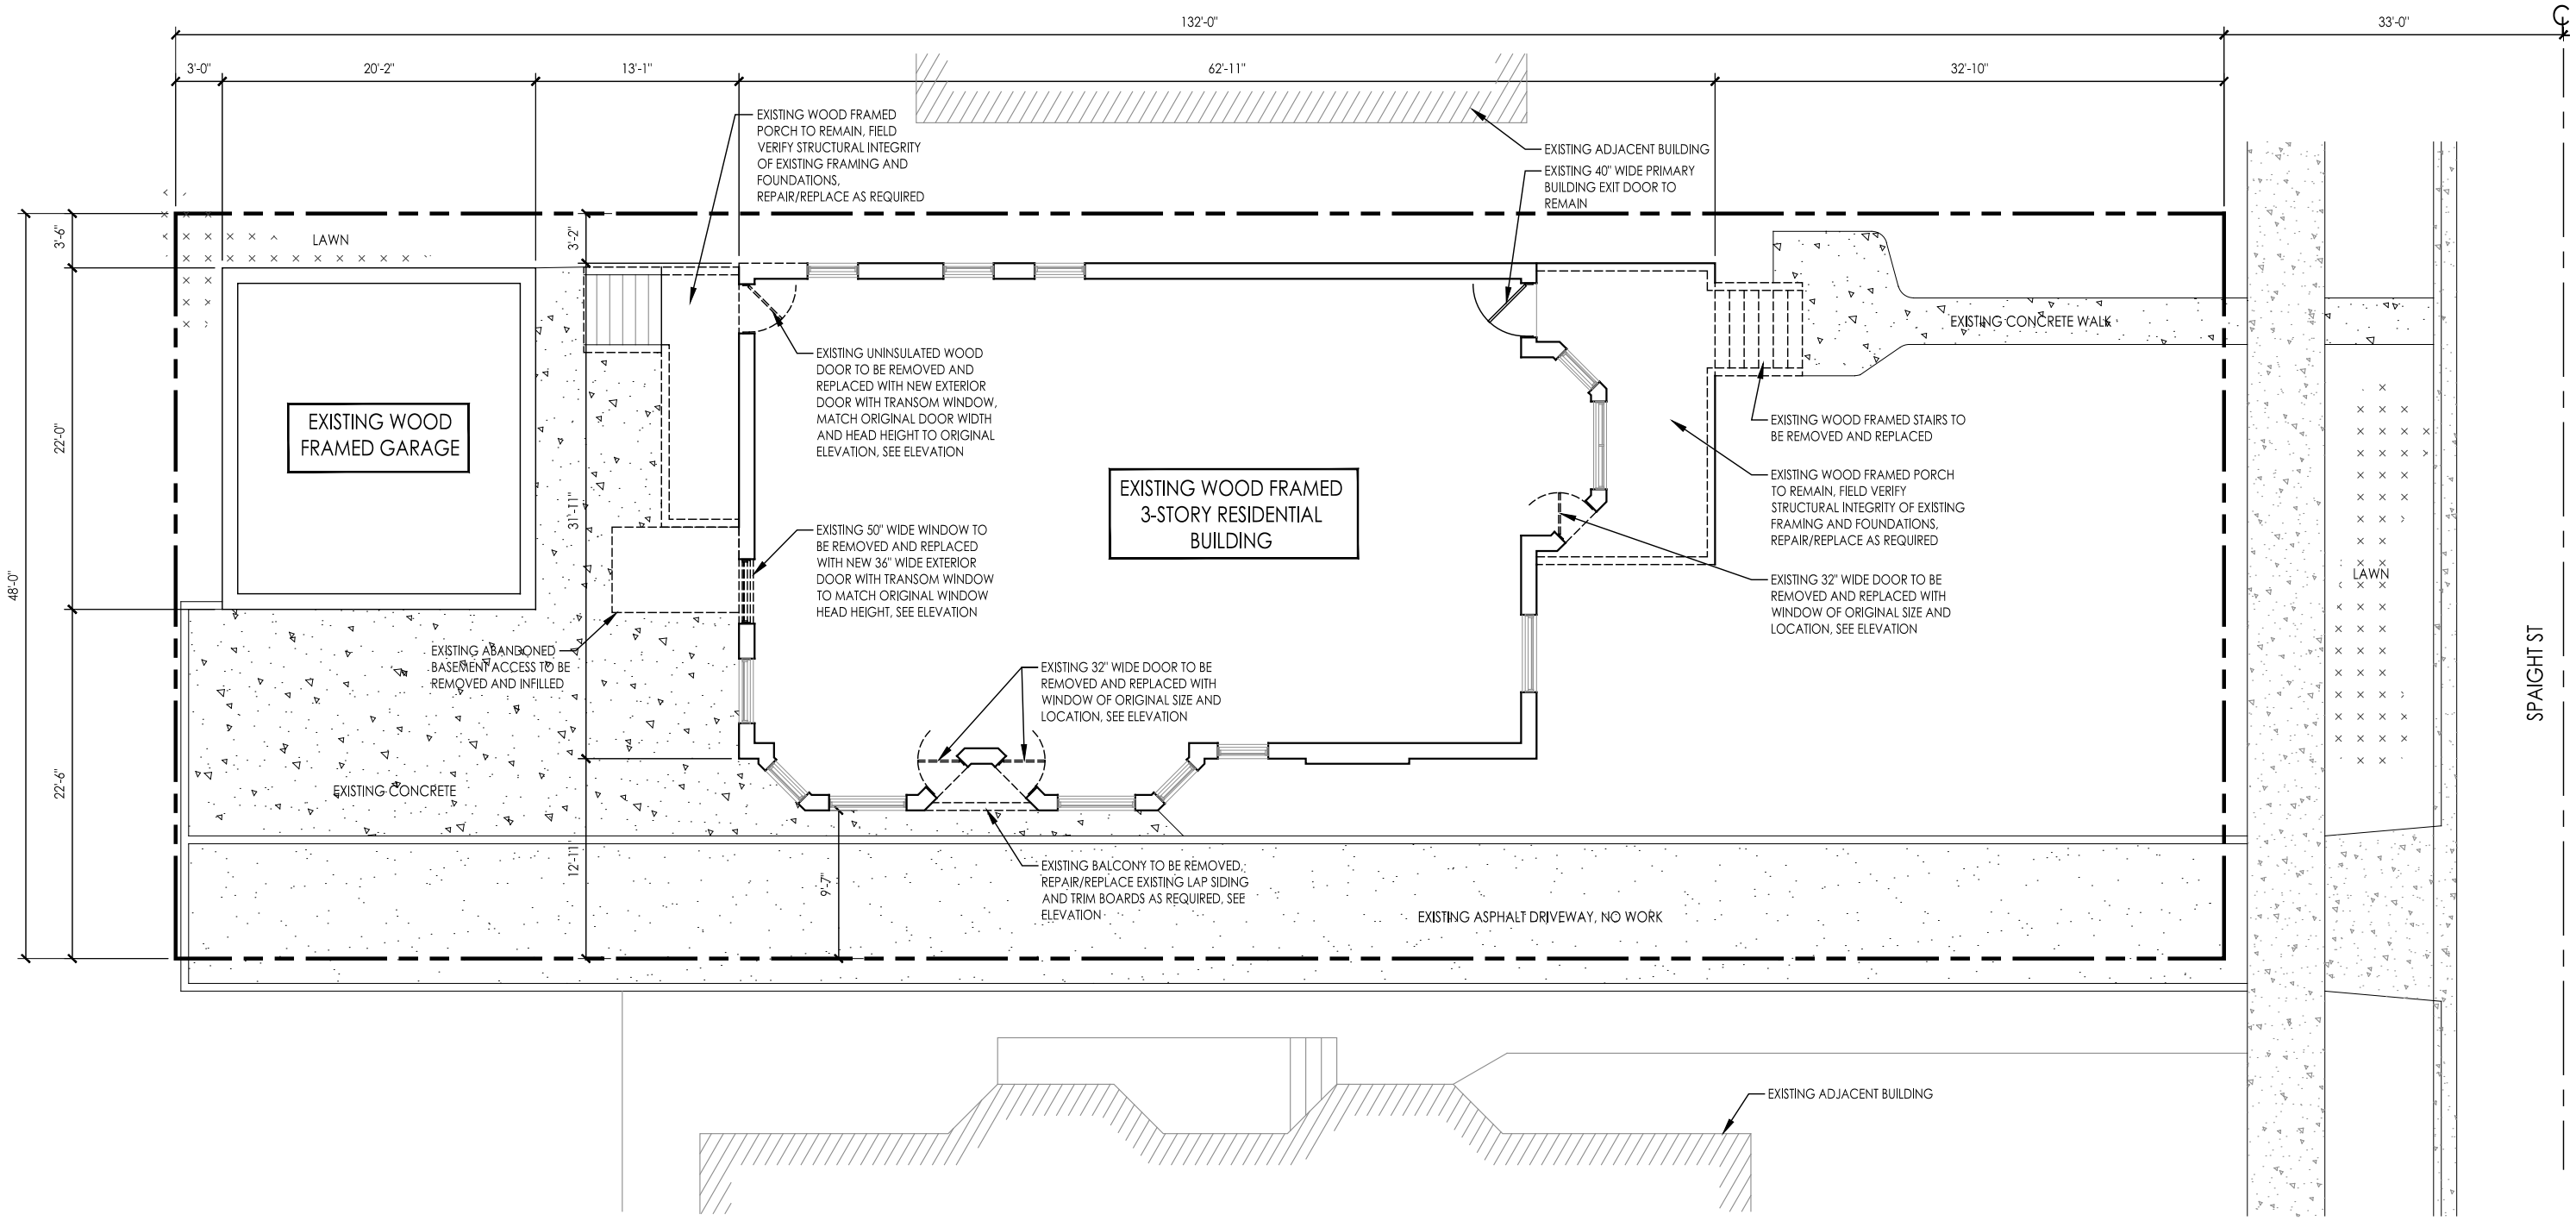 132'-0"
33'-0"
3'-0"
20'-2"
13'-1"
62'-11"
32'-10"
EXISTING WOOD FRAMED
PORCH TO REMAIN, FIELD
VERIFY STRUCTURAL INTEGRITY
OF EXISTING FRAMING AND
FOUNDATIONS,
REPAIR/REPLACE AS REQUIRED
EXISTING ADJACENT BUILDING
EXISTING 40" WIDE PRIMARY
BUILDING EXIT DOOR TO
REMAIN
3'-6"
LAWN
3'-2"
EXISTING CONCRETE WALK
EXISTING UNINSULATED WOOD
DOOR TO BE REMOVED AND
REPLACED WITH NEW EXTERIOR
DOOR WITH TRANSOM WINDOW,
MATCH ORIGINAL DOOR WIDTH
AND HEAD HEIGHT TO ORIGINAL
ELEVATION, SEE ELEVATION
EXISTING WOOD
FRAMED GARAGE
22'-0"
EXISTING WOOD FRAMED STAIRS TO
BE REMOVED AND REPLACED
EXISTING WOOD FRAMED
3-STORY RESIDENTIAL
BUILDING
EXISTING WOOD FRAMED PORCH
TO REMAIN, FIELD VERIFY
STRUCTURAL INTEGRITY OF EXISTING
FRAMING AND FOUNDATIONS,
REPAIR/REPLACE AS REQUIRED
31'-11"
EXISTING 50" WIDE WINDOW TO
BE REMOVED AND REPLACED
WITH NEW 36" WIDE EXTERIOR
DOOR WITH TRANSOM WINDOW
TO MATCH ORIGINAL WINDOW
HEAD HEIGHT, SEE ELEVATION
48'-0"
EXISTING 32" WIDE DOOR TO BE
REMOVED AND REPLACED WITH
WINDOW OF ORIGINAL SIZE AND
LOCATION, SEE ELEVATION
LAWN
SPAIGHT ST
EXISTING ABANDONED
BASEMENT ACCESS TO BE
REMOVED AND INFILLED
EXISTING 32" WIDE DOOR TO BE
REMOVED AND REPLACED WITH
WINDOW OF ORIGINAL SIZE AND
LOCATION, SEE ELEVATION
22'-6"
EXISTING CONCRETE
12'-11"
9'-7"
EXISTING BALCONY TO BE REMOVED,
REPAIR/REPLACE EXISTING LAP SIDING
AND TRIM BOARDS AS REQUIRED, SEE
ELEVATION
EXISTING ASPHALT DRIVEWAY, NO WORK
EXISTING ADJACENT BUILDING